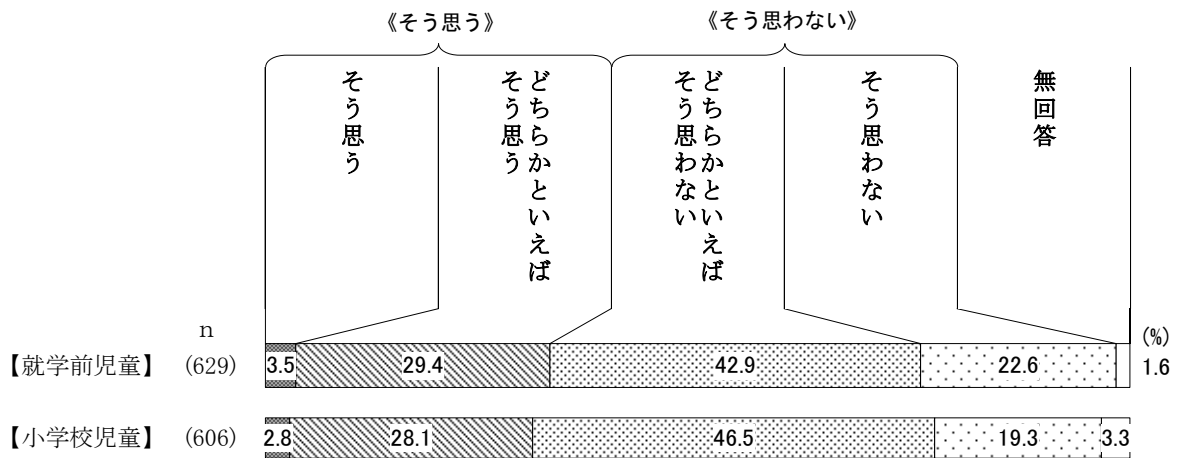 《そう思う》
《そう思わない》
そう思う
どちらかといえば
そう思う
どちらかといえば
そう思わない
そう思わない
無回答
n
(%)
【就学前児童】 (629) 3.5 29.4 42.9 22.6 1.6
【小学校児童】 (606) 2.8 28.1 46.5 19.3 3.3